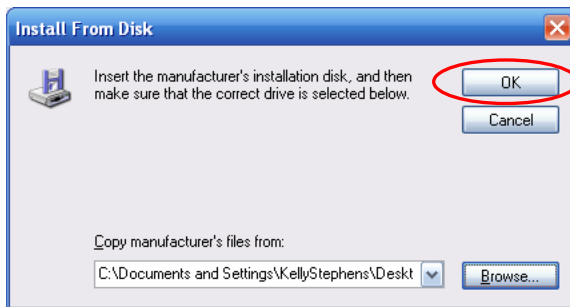 Install From Disk
Insert the manufacturer's installation disk, and then
make sure that the correct drive is selected below.
OK
Cancel
Copy manufacturer's files from:
C:\Documents and Settings\KellyStephens\Deskt
Browse...